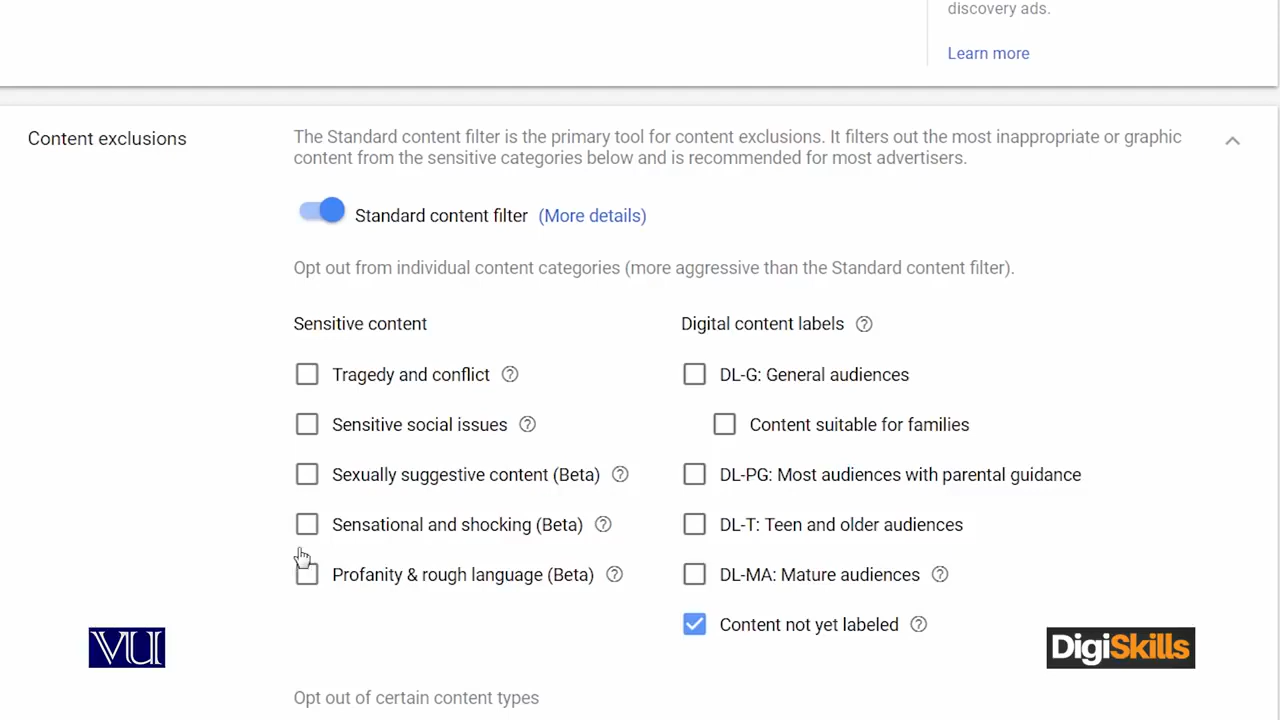 discovery ads.
Learn more
Content exclusions
The Standard content filter is the primary tool for content exclusions. It filters out the most inappropriate or graphic
content from the sensitive categories below and is recommended for most advertisers.
Standard content filter (More details)
Opt out from individual content categories (more aggressive than the Standard content filter).
Sensitive content
Tragedy and conflict
Sensitive social issues
Sexually suggestive content (Beta)
Sensational and shocking (Beta)
Profanity & rough language (Beta)
Digital content labels
DL-G: General audiences
Content suitable for families
DL-PG: Most audiences with parental guidance
DL-T: Teen and older audiences
DL-MA: Mature audiences
Content not yet labeled
VU
DigiSkills
Opt out of certain content types